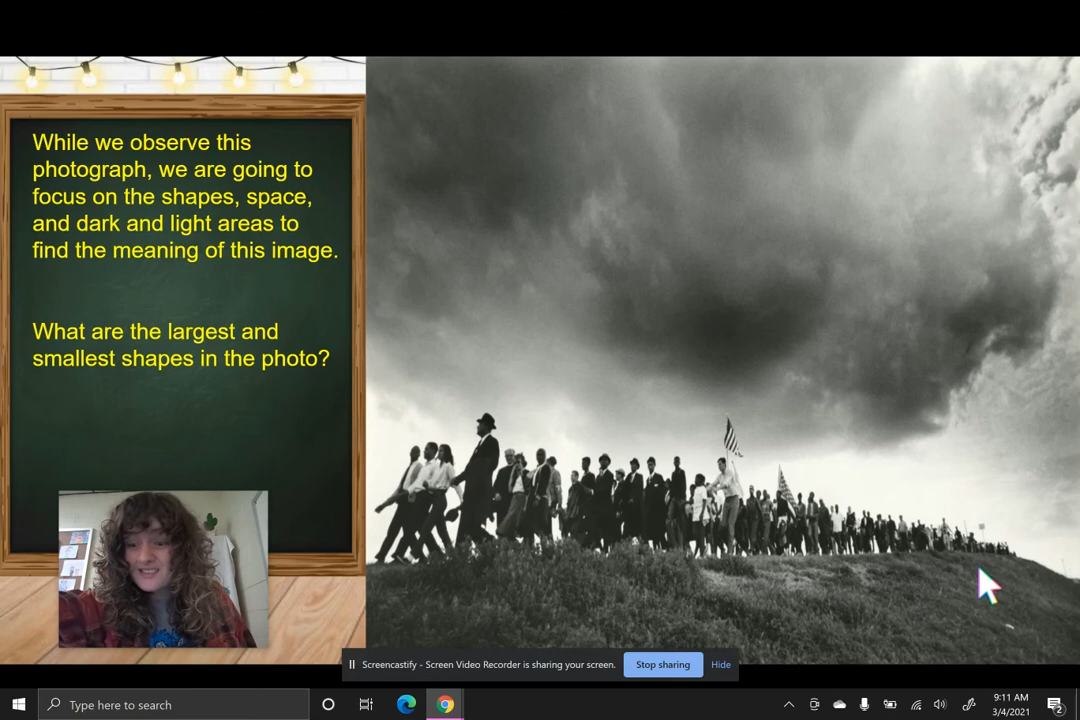 While we observe this
photograph, we are going to
focus on the shapes, space,
and dark and light areas to
find the meaning of this image.
What are the largest and
smallest shapes in the photo?
Screencastify - Screen Video Recorder is sharing your screen.
Stop sharing
Hide
Type here to search
9:11 AM
3/4/2021
2